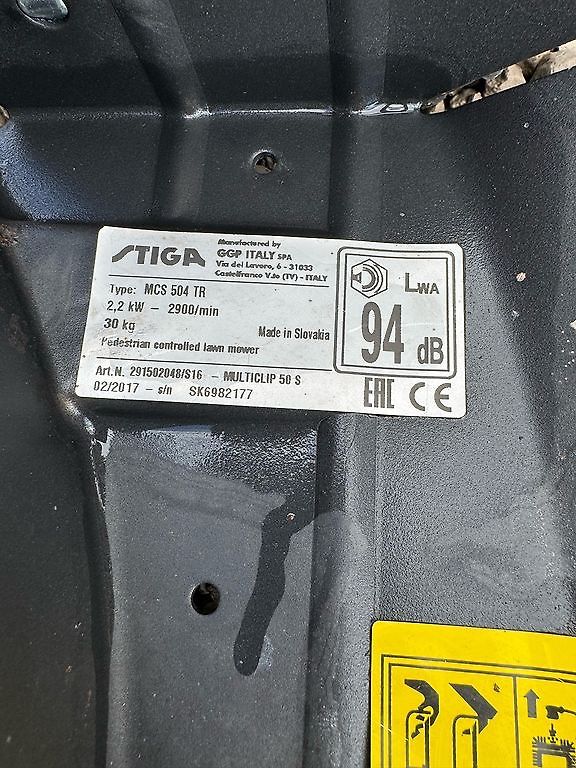 STIGA
Manufactured by
GGP ITALY SPA
Via del Lavoro, 6 - 31033
Castelfranco V.to (TV) - ITALY
Type: MCS 504 TR
2,2 kW - 2900/min
30 kg
Made in Slovakia
Pedestrian controlled lawn mower
Art.N. 291502048/S16 - MULTICLIP 50 S
02/2017 - s/n SK6982177
LWA
94 dB
EAC CE